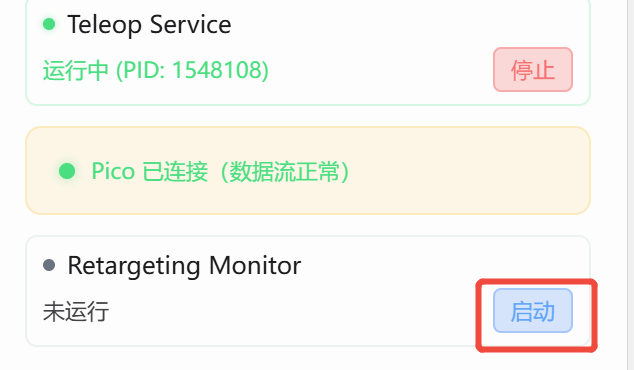 Teleop Service
运行中 (PID: 1548108)
停止
Pico 已连接（数据流正常）
Retargeting Monitor
未运行
启动